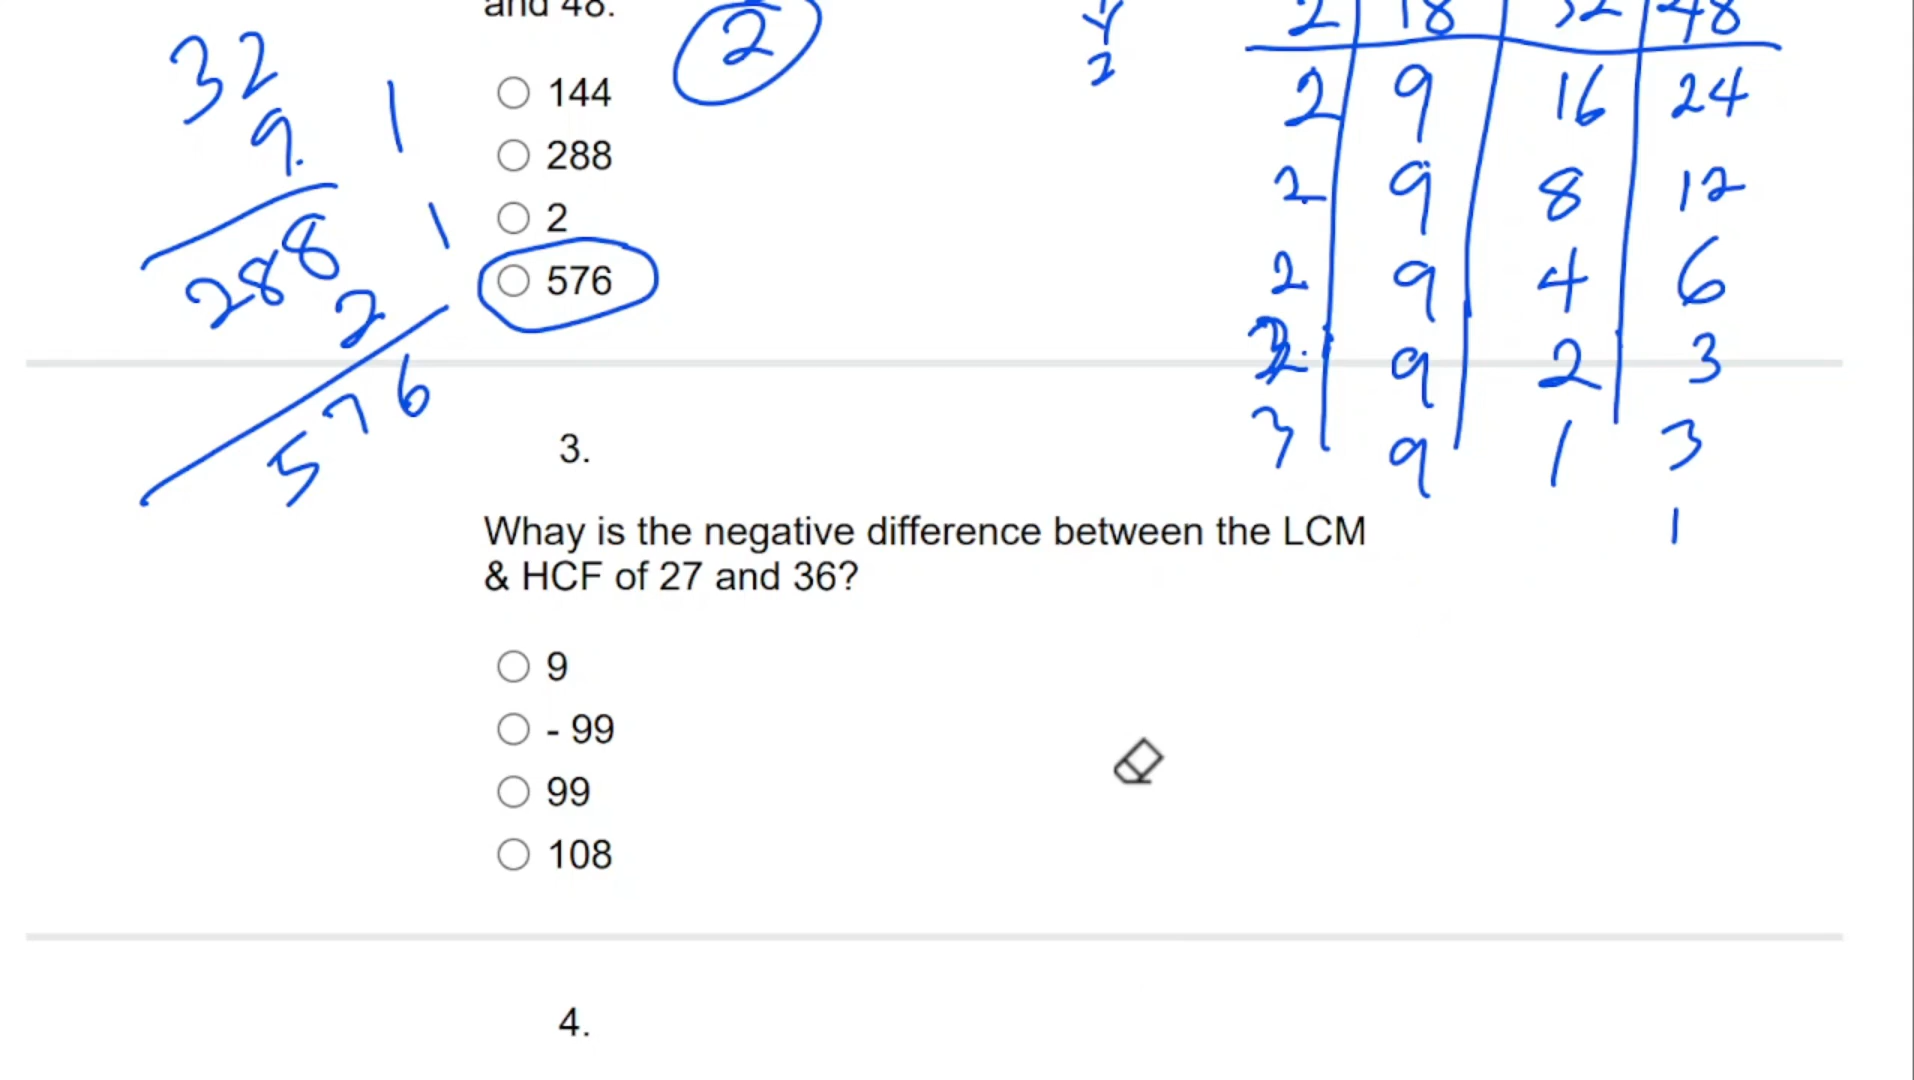 and 48.
2
2
2 18 32 48
32
9
144
1
2 9 16 24
288
2 9 8 12
288
1
2
2
576
2 9 4 6
576
9 2 3
3.
3 9 1 3
1
Whay is the negative difference between the LCM
& HCF of 27 and 36?
9
- 99
99
108
4.